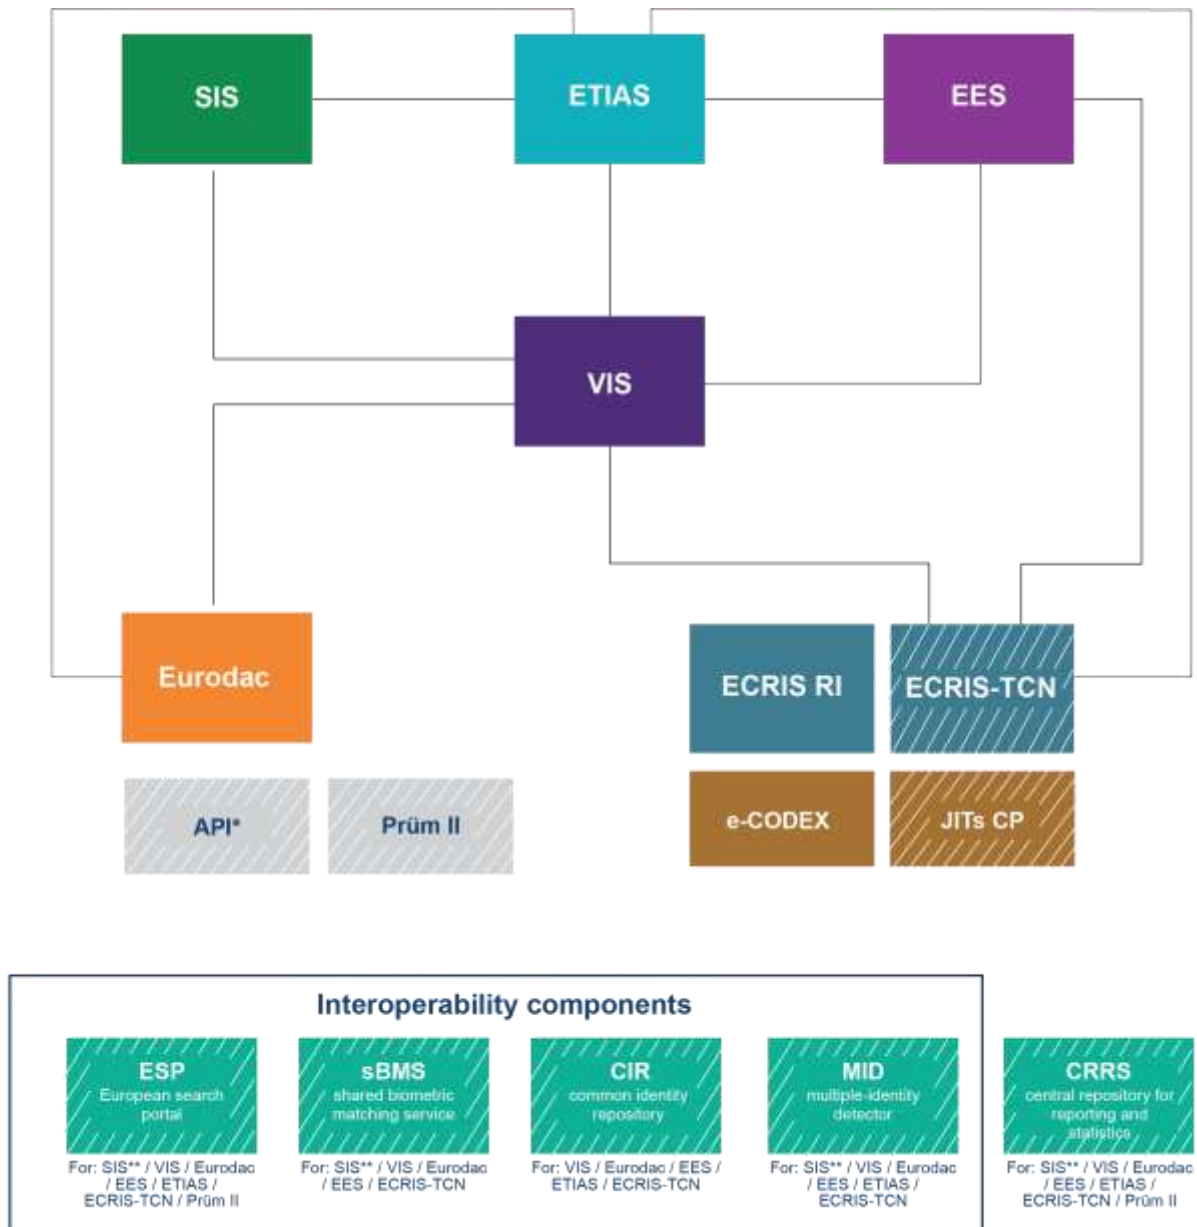 SIS
ETIAS
EES
VIS
Eurodac
ECRIS RI
ECRIS-TCN
API*
Prüm II
e-CODEX
JITs CP
Interoperability components
ESP
European search
portal
For: SIS** / VIS / Eurodac
/ EES / ETIAS /
ECRIS-TCN / Prüm II
sBMS
shared biometric
matching service
For: SIS** / VIS / Eurodac
/ EES / ECRIS-TCN
CIR
common identity
repository
For: VIS / Eurodac / EES /
ETIAS / ECRIS-TCN
MID
multiple-identity
detector
For: SIS** / VIS / Eurodac
/ EES / ETIAS /
ECRIS-TCN
CRRS
central repository for
reporting and
statistics
For: SIS** / VIS / Eurodac
/ EES / ETIAS /
ECRIS-TCN / Prüm II